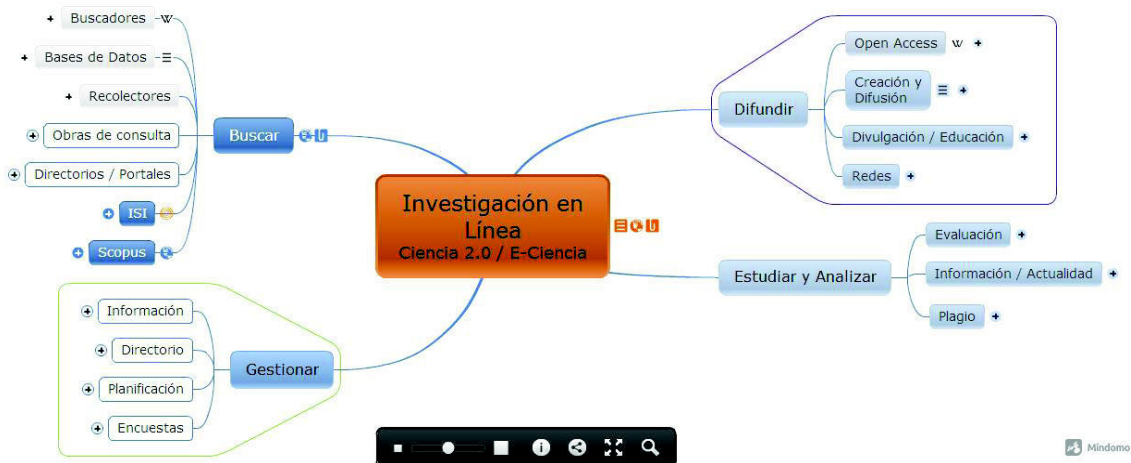 Buscadores
Bases de Datos
Recolectores
Obras de consulta
Directorios / Portales
ISI
Scopus
Buscar
Investigación en
Línea
Ciencia 2.0 / E-Ciencia
Difundir
Open Access
Creación y
Difusión
Divulgación / Educación
Redes
Estudiar y Analizar
Evaluación
Información / Actualidad
Plagio
Gestionar
Información
Directorio
Planificación
Encuestas
Mindomo